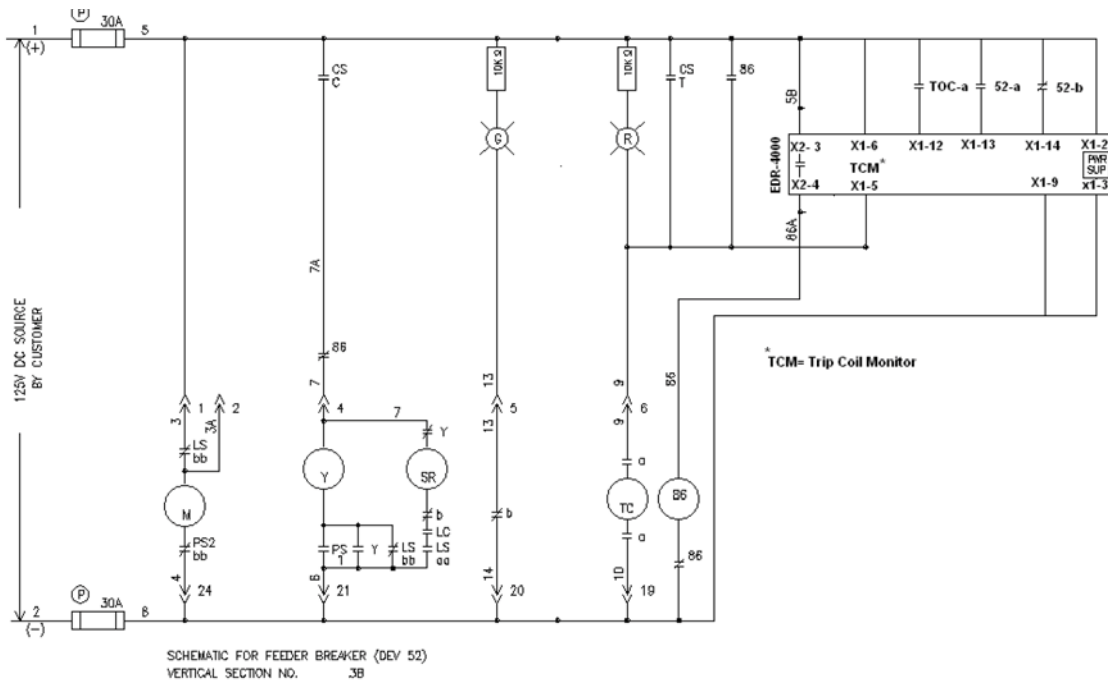 P
30A
1
(+)
5
CS
C
10K Ω
10K Ω
CS
T
86
5B
TOC-a
52-a
52-b
G
R
EDR-4000
X2-3
X1-6
X1-12
X1-13
X1-14
X1-2
TCM*
PWR
SUP
X2-4
X1-5
X1-9
x1-3
86A
7A
125V DC SOURCE
BY CUSTOMER
86
*TCM= Trip Coil Monitor
7
13
9
86
1
2
4
7
5
6
3
3A
13
9
LS
bb
Y
a
M
Y
SR
TC
86
b
b
PS2
bb
PS
1
Y
LS
bb
LC
LS
aa
a
86
4
24
6
21
14
20
10
19
P
30A
2
(-)
6
SCHEMATIC FOR FEEDER BREAKER (DEV 52)
VERTICAL SECTION NO. 3B